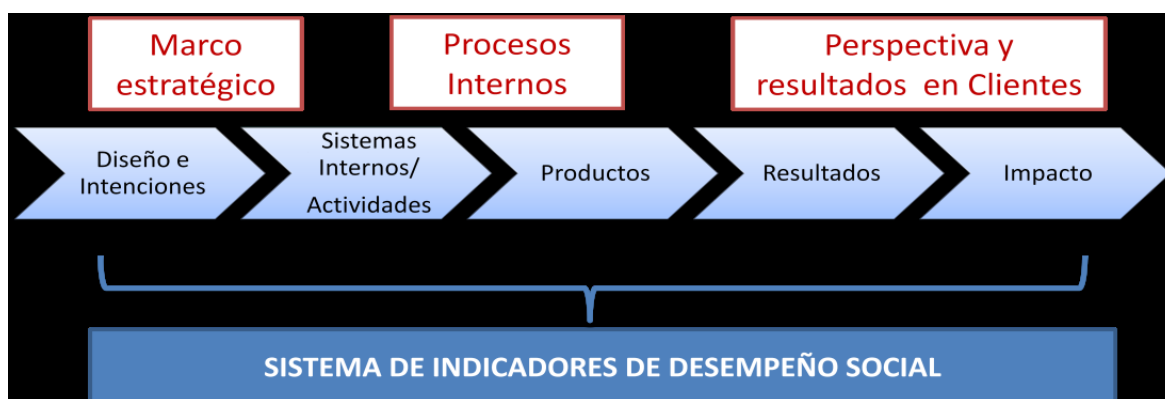 Marco
estratégico
Procesos
Internos
Perspectiva y
resultados en Clientes
Diseño e
Intenciones
Sistemas
Internos/
Actividades
Productos
Resultados
Impacto
SISTEMA DE INDICADORES DE DESEMPEÑO SOCIAL